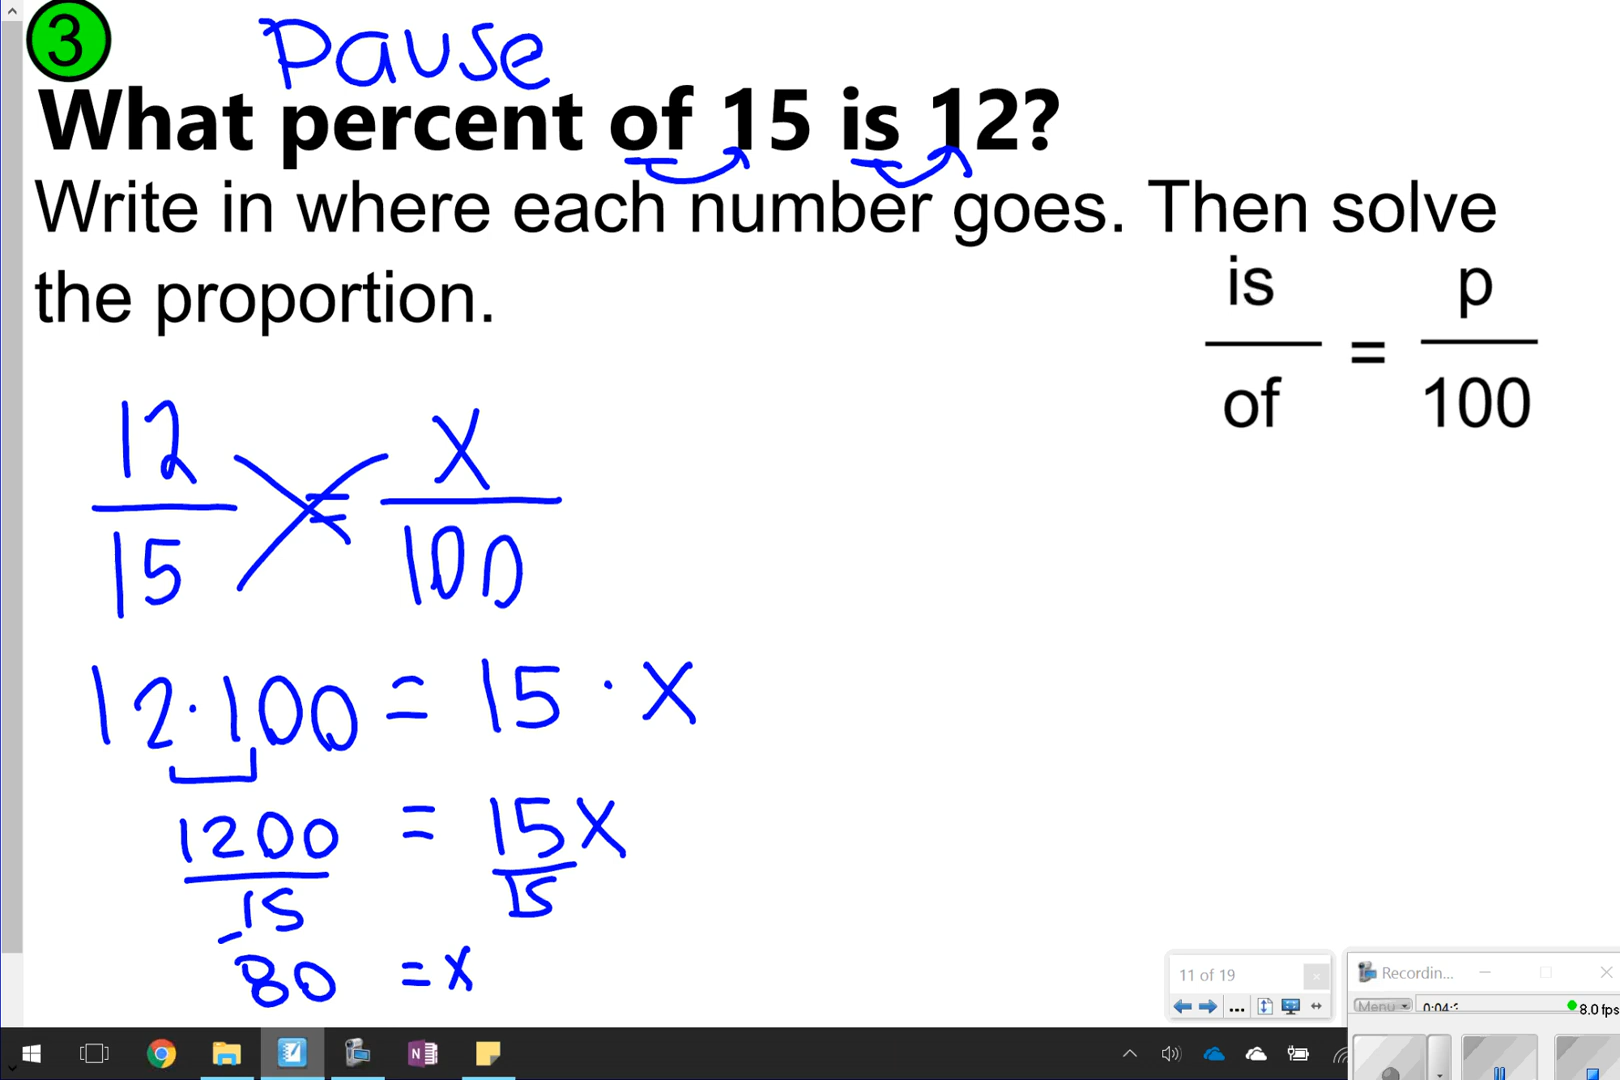 3
Pause
What percent of 15 is 12?
Write in where each number goes. Then solve
the proportion.
is
of
=
p
100
12
15
=
x
100
12 · 100 = 15 · x
1200 = 15x
15 15
80 = x
11 of 19
Recordin...
Menu
8.0 fps